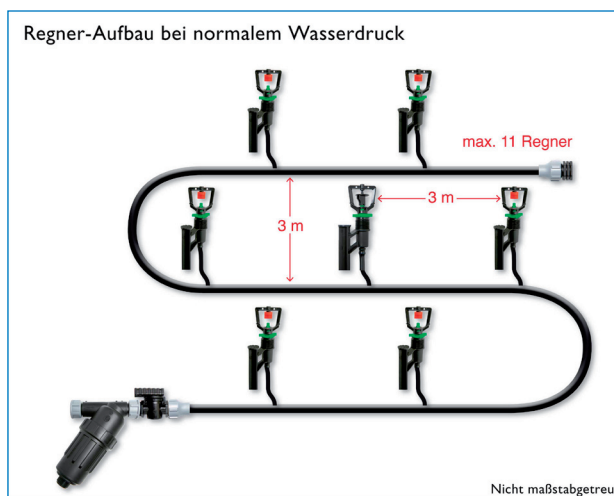 Regner-Aufbau bei normalem Wasserdruck
max. 11 Regner
3 m
3 m
Nicht maßstabgetreu